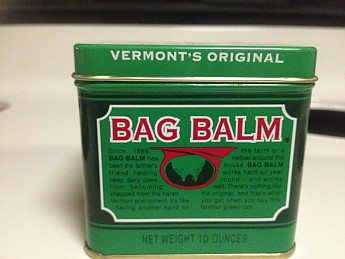 VERMONT'S ORIGINAL
BAG BALM®
Since 1899,
BAG BALM has
been the farmers
friend helping
keep dairy cows
from becoming
chapped from the harsh
Vermont environment. It's like
having another hand on
the farm or a
helper around the
house. BAG BALM
works hard all year
round and works
well. There's nothing like
the original, and that's what
you get when you buy this
familiar green can.
NET WEIGHT 10 OUNCES